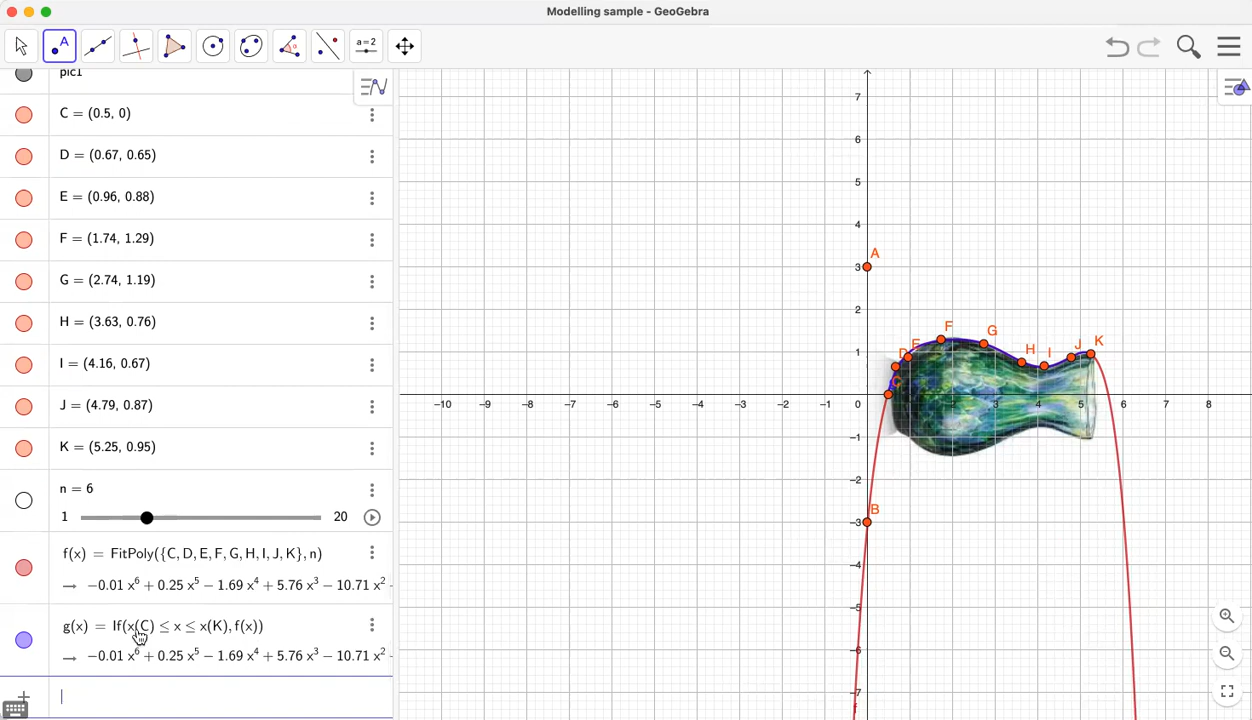 Modelling sample - GeoGebra
A
a=2
pic1
C = (0.5, 0)
D = (0.67, 0.65)
E = (0.96, 0.88)
F = (1.74, 1.29)
G = (2.74, 1.19)
H = (3.63, 0.76)
I = (4.16, 0.67)
J = (4.79, 0.87)
K = (5.25, 0.95)
n = 6
1 20
f(x) = FitPoly({C, D, E, F, G, H, I, J, K}, n)
→ −0.01 x⁶ + 0.25 x⁵ − 1.69 x⁴ + 5.76 x³ − 10.71 x² -
g(x) = If(x(C) ≤ x ≤ x(K), f(x))
→ −0.01 x⁶ + 0.25 x⁵ − 1.69 x⁴ + 5.76 x³ − 10.71 x² -
7
6
5
4
A
3
2
F
G
E
D
H
I
J
K
1
C
−10 −9 −8 −7 −6 −5 −4 −3 −2 −1 0 2 3 4 5 6 7 8
−1
−2
B
−3
−4
−5
−6
−7
f